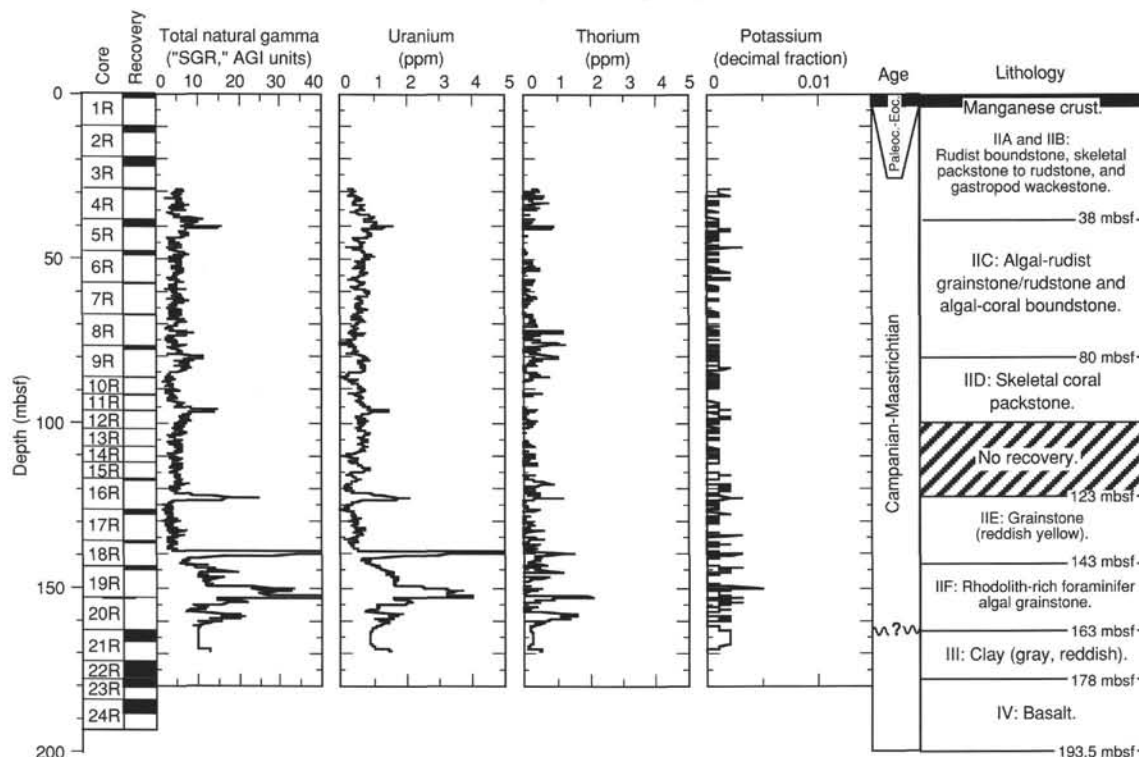 Core
Recovery
Total natural gamma
("SGR," AGI units)
0 10 20 30 40
Uranium
(ppm)
0 1 2 3 4 5
Thorium
(ppm)
0 1 2 3 4 5
Potassium
(decimal fraction)
0 0.01
Age
Lithology
Depth (mbsf)
0
50
100
150
200
1R
2R
3R
4R
5R
6R
7R
8R
9R
10R
11R
12R
13R
14R
15R
16R
17R
18R
19R
20R
21R
22R
23R
24R
Paleoc.-Eoc.
Campanian-Maastrichtian
?
Manganese crust.
IIA and IIB:
Rudist boundstone, skeletal
packstone to rudstone, and
gastropod wackestone.
38 mbsf
IIC: Algal-rudist
grainstone/rudstone and
algal-coral boundstone.
80 mbsf
IID: Skeletal coral
packstone.
No recovery.
123 mbsf
IIE: Grainstone
(reddish yellow).
143 mbsf
IIF: Rhodolith-rich foraminifer
algal grainstone.
163 mbsf
III: Clay (gray, reddish).
178 mbsf
IV: Basalt.
193.5 mbsf